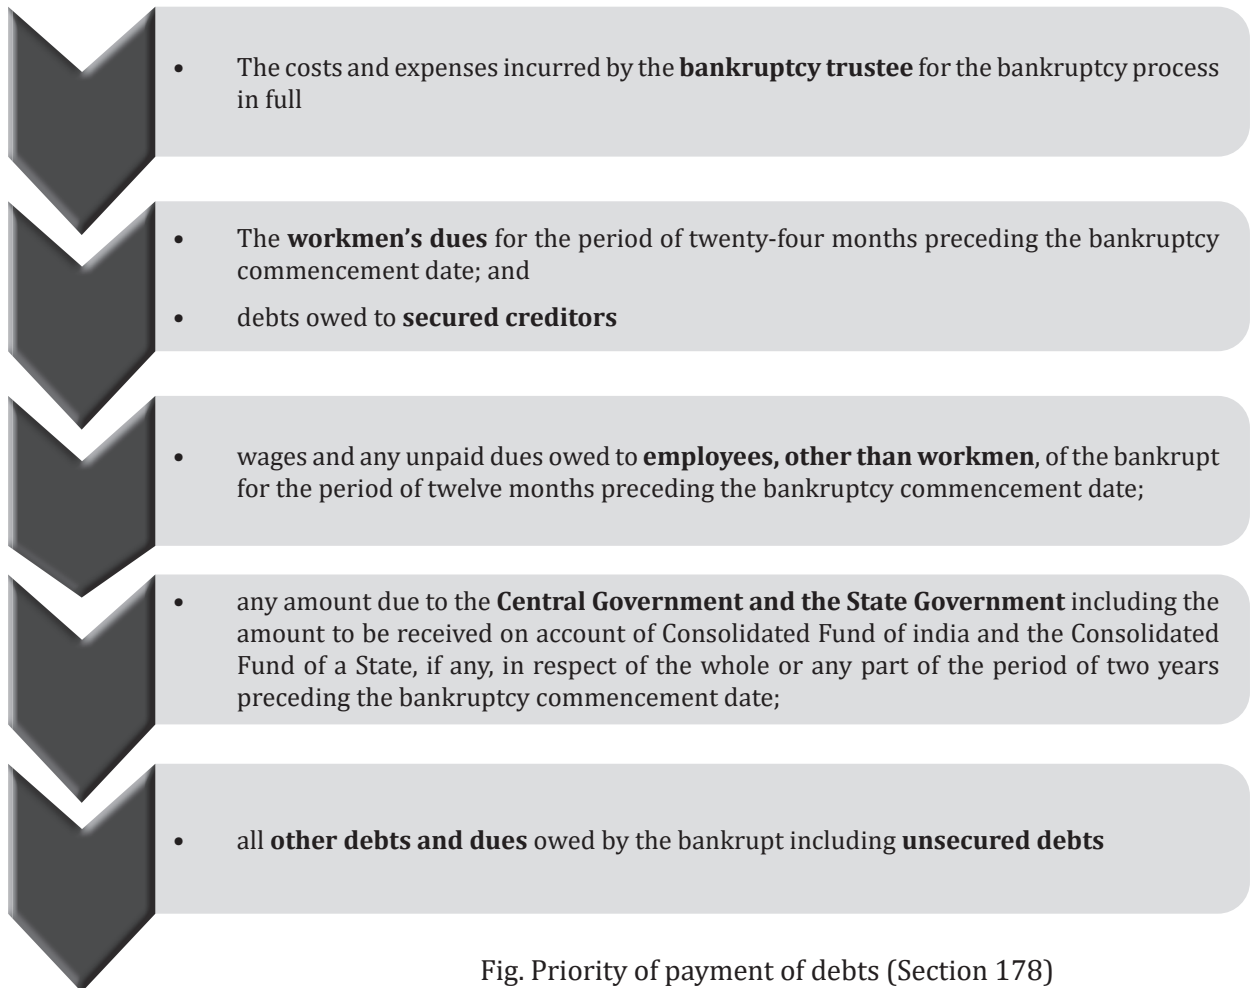 • The costs and expenses incurred by the bankruptcy trustee for the bankruptcy process
in full
• The workmen’s dues for the period of twenty-four months preceding the bankruptcy
commencement date; and
• debts owed to secured creditors
• wages and any unpaid dues owed to employees, other than workmen, of the bankrupt
for the period of twelve months preceding the bankruptcy commencement date;
• any amount due to the Central Government and the State Government including the
amount to be received on account of Consolidated Fund of india and the Consolidated
Fund of a State, if any, in respect of the whole or any part of the period of two years
preceding the bankruptcy commencement date;
• all other debts and dues owed by the bankrupt including unsecured debts
Fig. Priority of payment of debts (Section 178)